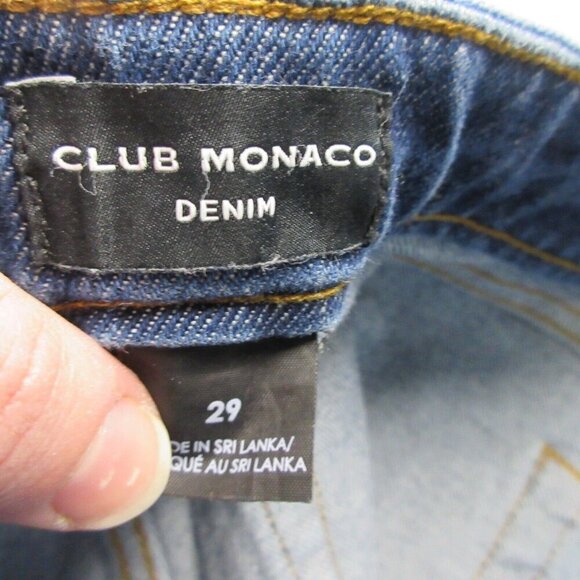 CLUB MONACO
DENIM
29
DE IN SRI LANKA/
QUÉ AU SRI LANKA